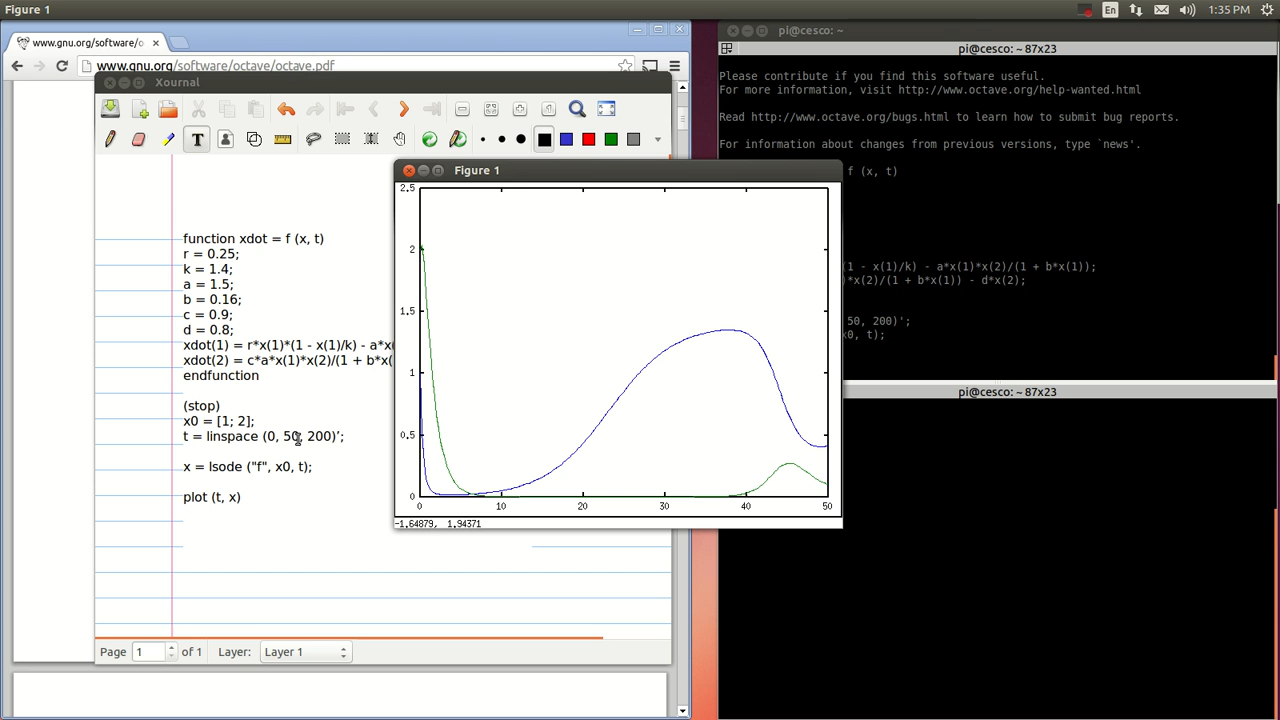 Figure 1
En
1:35 PM
www.gnu.org/software/o
www.gnu.org/software/octave/octave.pdf
Xournal
function xdot = f (x, t)
r = 0.25;
k = 1.4;
a = 1.5;
b = 0.16;
c = 0.9;
d = 0.8;
xdot(1) = r*x(1)*(1 - x(1)/k) - a*x
xdot(2) = c*a*x(1)*x(2)/(1 + b*x(
endfunction
(stop)
x0 = [1; 2];
t = linspace (0, 50, 200)’;
x = lsode ("f", x0, t);
plot (t, x)
Page 1 of 1 Layer: Layer 1
Figure 1
2.5
2
1.5
1
0.5
0
0 10 20 30 40 50
-1.64879, 1.94371
pi@cesco: ~
pi@cesco: ~ 87x23
Please contribute if you find this software useful.
For more information, visit http://www.octave.org/help-wanted.html
Read http://www.octave.org/bugs.html to learn how to submit bug reports.
For information about changes from previous versions, type `news'.
f (x, t)
(1 - x(1)/k) - a*x(1)*x(2)/(1 + b*x(1));
)*x(2)/(1 + b*x(1)) - d*x(2);
50, 200)';
x0, t);
pi@cesco: ~ 87x23